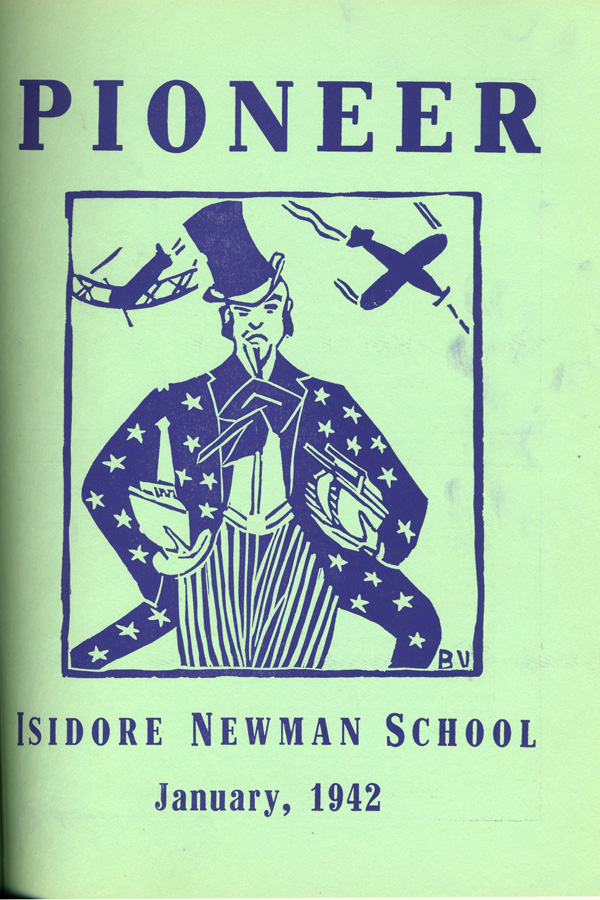 PIONEER
BV
ISIDORE NEWMAN SCHOOL
January, 1942